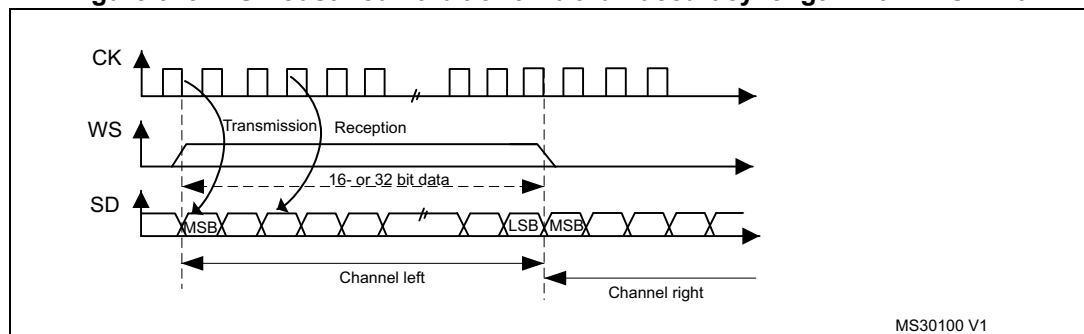 CK
Transmission
Reception
WS
16- or 32 bit data
SD
MSB
LSB
MSB
Channel left
Channel right
MS30100 V1